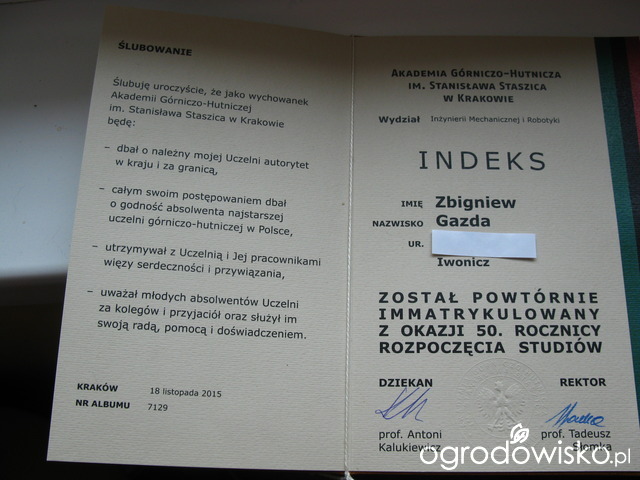 ŚLUBOWANIE
Ślubuję uroczyście, że jako wychowanek
Akademii Górniczo-Hutniczej
im. Stanisława Staszica w Krakowie
będę:
– dbał o należny mojej Uczelni autorytet
w kraju i za granicą,
– całym swoim postępowaniem dbał
o godność absolwenta najstarszej
uczelni górniczo-hutniczej w Polsce,
– utrzymywał z Uczelnią i Jej pracownikami
więzy serdeczności i przywiązania,
– uważał młodych absolwentów Uczelni
za kolegów i przyjaciół oraz służył im
swoją radą, pomocą i doświadczeniem.
KRAKÓW 18 listopada 2015
NR ALBUMU 7129
AKADEMIA GÓRNICZO-HUTNICZA
IM. STANISŁAWA STASZICA
W KRAKOWIE
Wydział Inżynierii Mechanicznej i Robotyki
INDEKS
IMIĘ Zbigniew
NAZWISKO Gazda
UR.
Iwonicz
ZOSTAŁ POWTÓRNIE
IMMATRYKULOWANY
Z OKAZJI 50. ROCZNICY
ROZPOCZĘCIA STUDIÓW
DZIEKAN REKTOR
prof. Antoni prof. Tadeusz
Kalukiewicz Słomka
ogrodowisko.pl